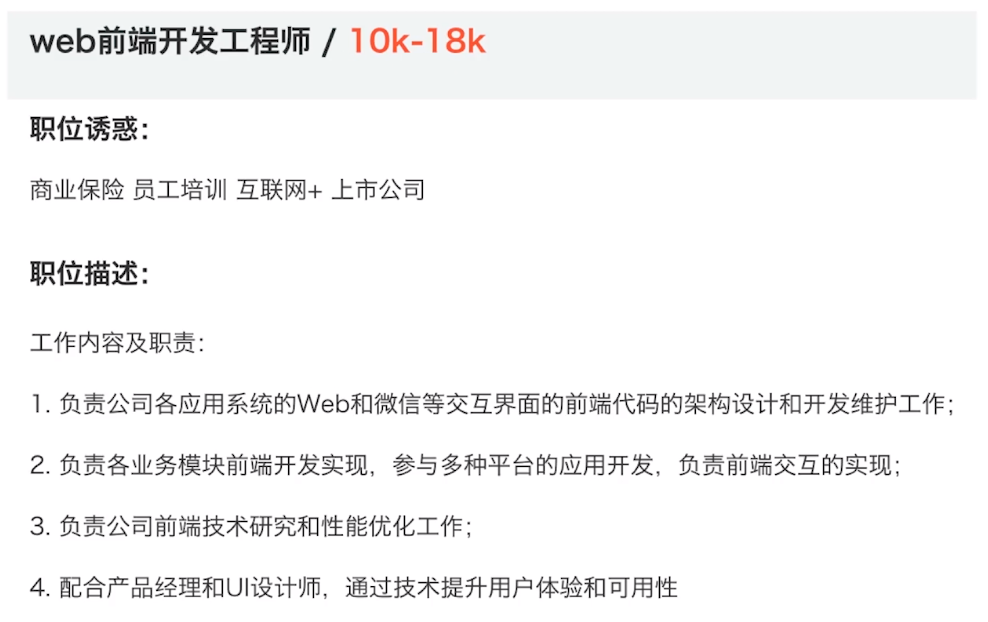 web前端开发工程师 / 10k-18k
职位诱惑：
商业保险 员工培训 互联网+ 上市公司
职位描述：
工作内容及职责：
1. 负责公司各应用系统的Web和微信等交互界面的前端代码的架构设计和开发维护工作；
2. 负责各业务模块前端开发实现，参与多种平台的应用开发，负责前端交互的实现；
3. 负责公司前端技术研究和性能优化工作；
4. 配合产品经理和UI设计师，通过技术提升用户体验和可用性